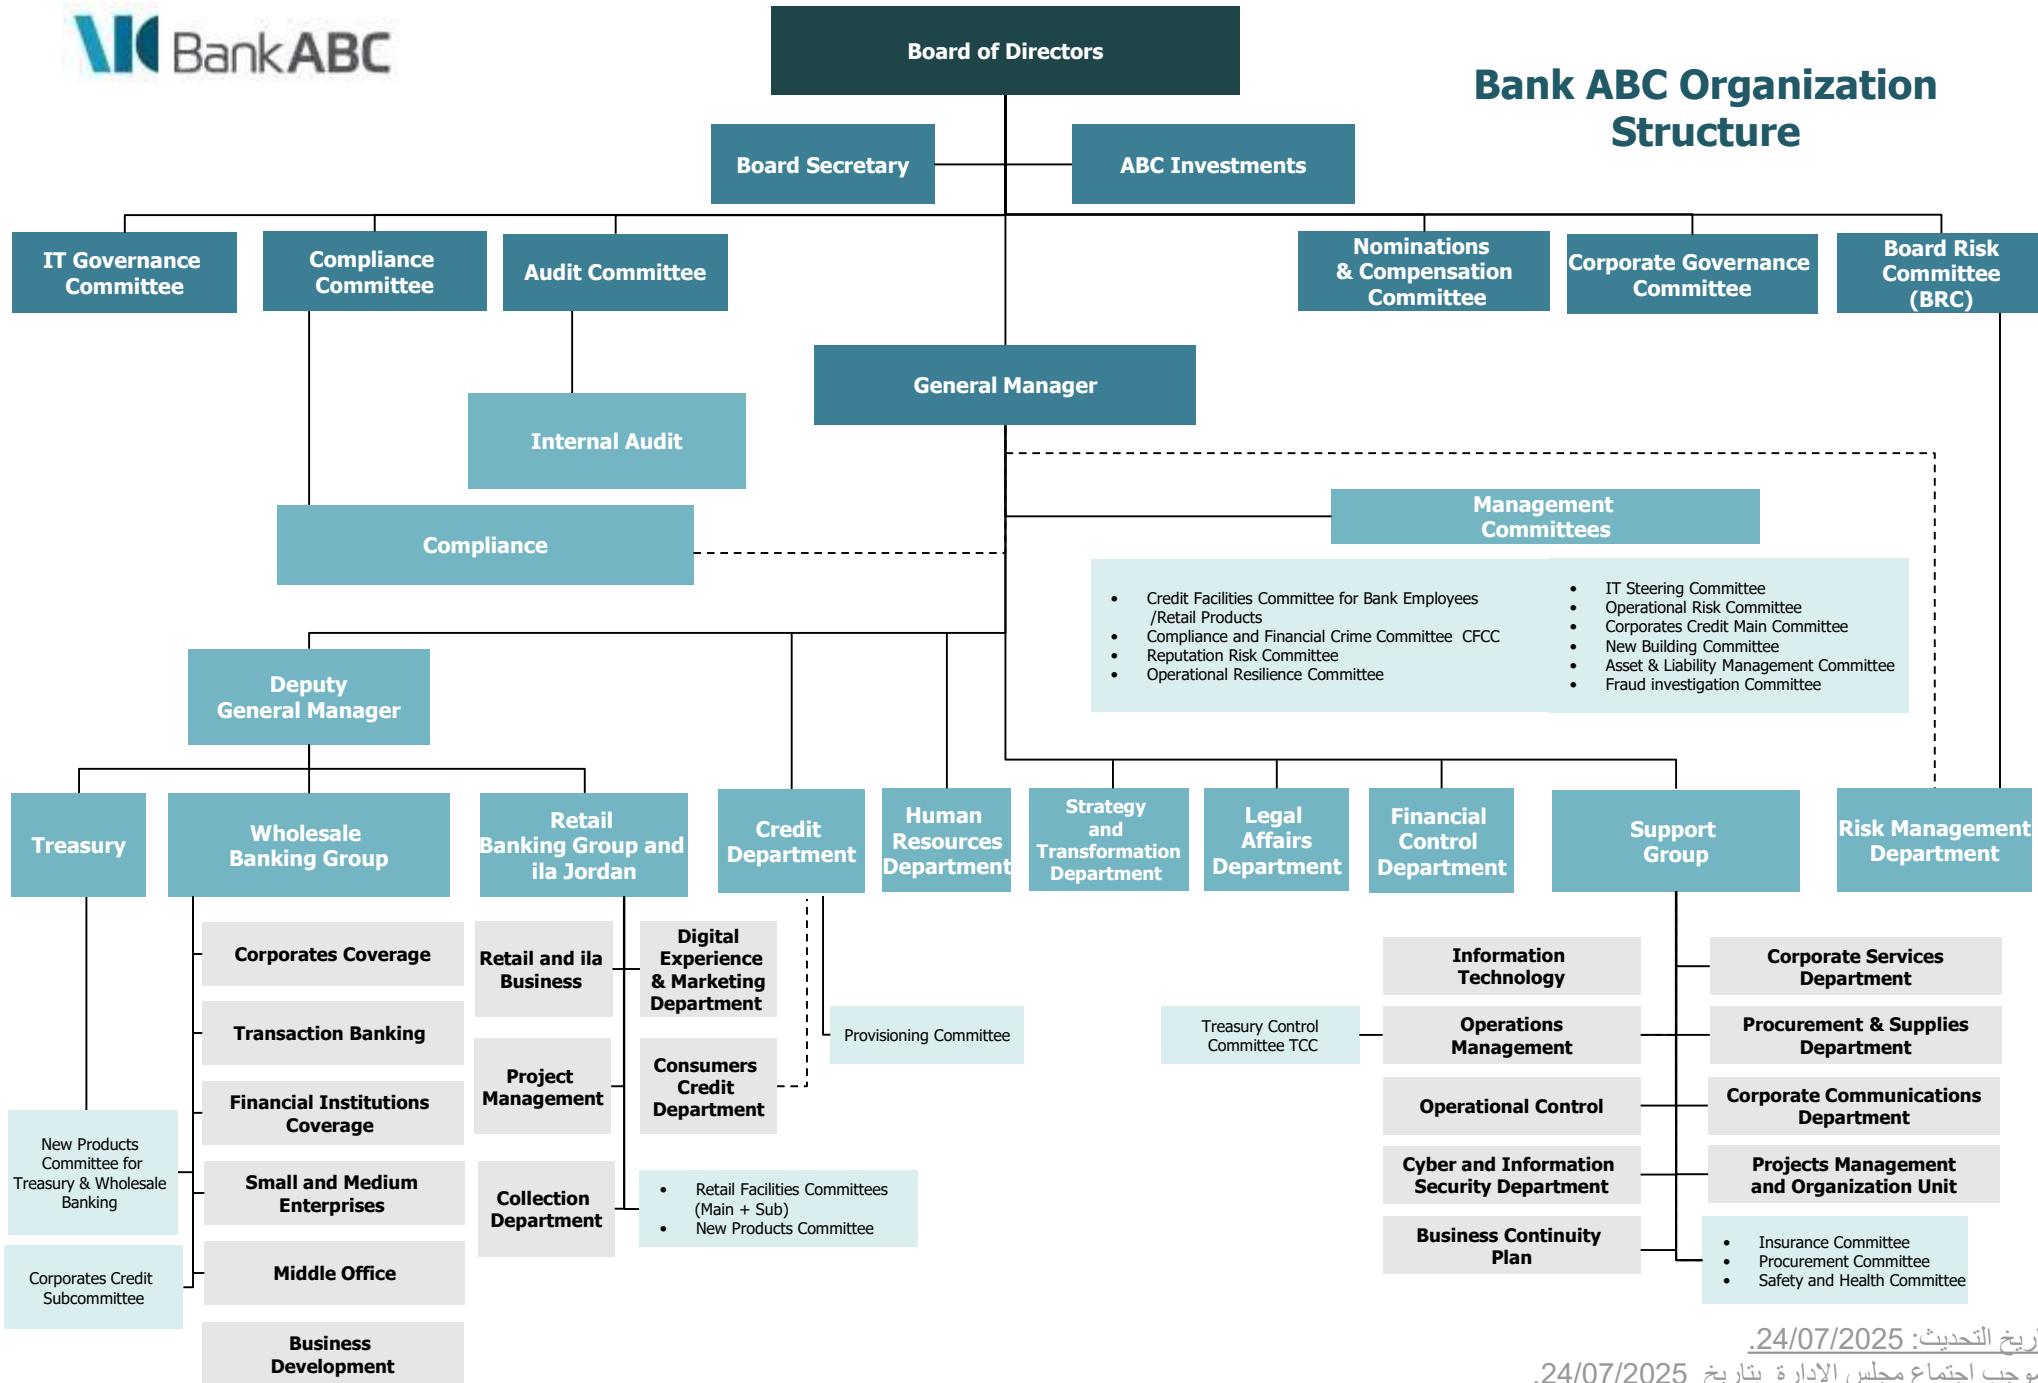 BankABC
Board of Directors
Bank ABC Organization
Structure
Board Secretary
ABC Investments
IT Governance
Committee
Compliance
Committee
Audit Committee
Nominations
& Compensation
Committee
Corporate Governance
Committee
Board Risk
Committee
(BRC)
General Manager
Internal Audit
Compliance
Management
Committees
• Credit Facilities Committee for Bank Employees
/Retail Products
• Compliance and Financial Crime Committee CFCC
• Reputation Risk Committee
• Operational Resilience Committee
• IT Steering Committee
• Operational Risk Committee
• Corporates Credit Main Committee
• New Building Committee
• Asset & Liability Management Committee
• Fraud investigation Committee
Deputy
General Manager
Treasury
Wholesale
Banking Group
Retail
Banking Group and
ila Jordan
Credit
Department
Human
Resources
Department
Strategy
and
Transformation
Department
Legal
Affairs
Department
Financial
Control
Department
Support
Group
Risk Management
Department
Corporates Coverage
Transaction Banking
Financial Institutions
Coverage
Small and Medium
Enterprises
Middle Office
Business
Development
New Products
Committee for
Treasury & Wholesale
Banking
Corporates Credit
Subcommittee
Retail and ila
Business
Digital
Experience
& Marketing
Department
Project
Management
Consumers
Credit
Department
Collection
Department
• Retail Facilities Committees
(Main + Sub)
• New Products Committee
Provisioning Committee
Treasury Control
Committee TCC
Information
Technology
Operations
Management
Operational Control
Cyber and Information
Security Department
Business Continuity
Plan
Corporate Services
Department
Procurement & Supplies
Department
Corporate Communications
Department
Projects Management
and Organization Unit
• Insurance Committee
• Procurement Committee
• Safety and Health Committee
التحديث: 24/07/2025.
اجتماع مجلس الادارة بتاريخ 24/07/2025.